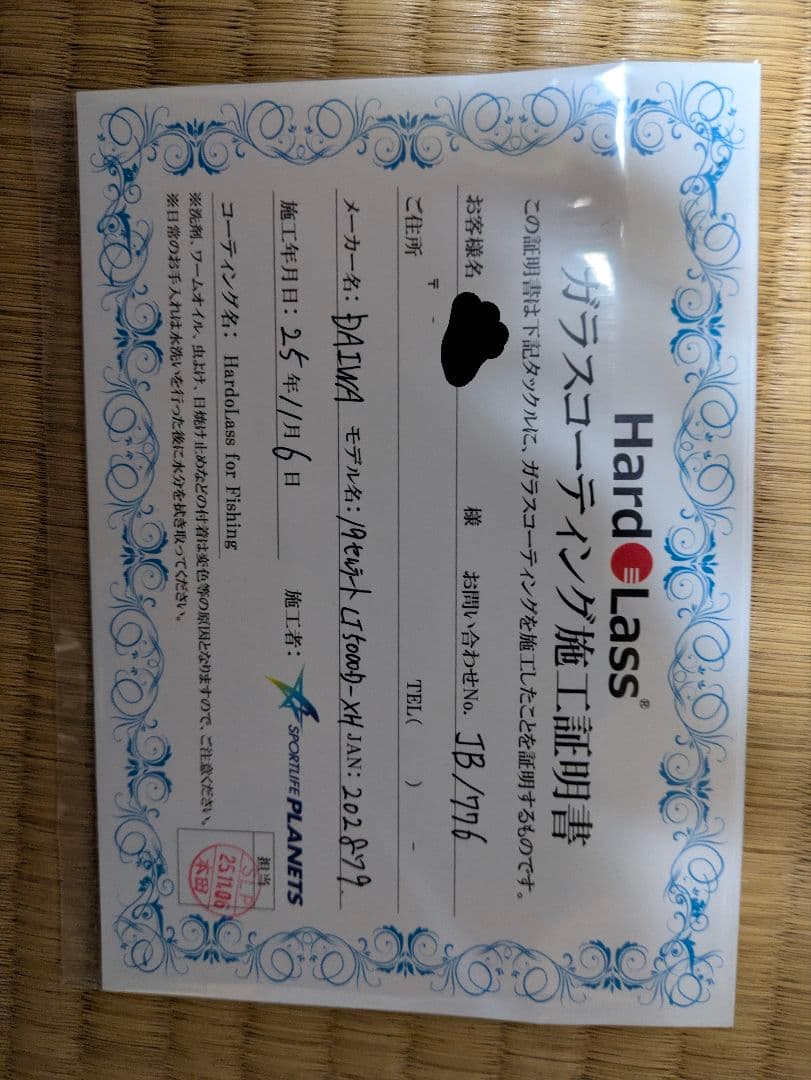 HardoLass®
ガラスコーティング施工証明書
この証明書は下記タックルに、ガラスコーティングを施工したことを証明するものです。
お客様名 様 お問い合わせNo. JB1776
ご住所 〒 - TEL( ) -
メーカー名: DAIWA モデル名: 19セルテート LT5000D-XH JAN: 202879
施工年月日: 25年11月6日 施工者: SPORTLIFE PLANETS
コーティング名: HardoLass for Fishing
※洗剤、ワームオイル、虫よけ、日焼け止めなどの付着は変色等の原因となりますので、ご注意ください。
※日常のお手入れは水洗いを行った後に水分を拭き取ってください。
担当
SLP
25.11.06
本田